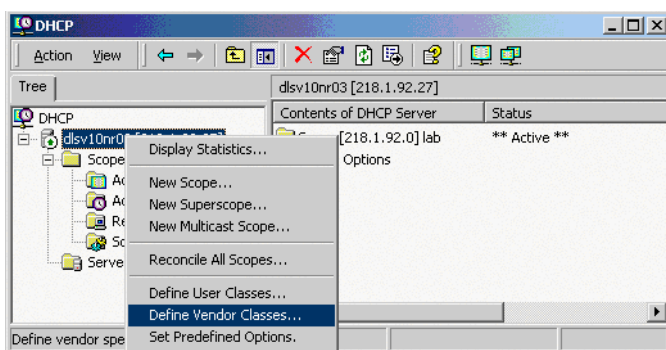 DHCP
Action View
Tree
dlsv10nr03 [218.1.92.27]
DHCP
Contents of DHCP Server Status
[218.1.92.0] lab ** Active **
Scope
Options
Serve
Display Statistics...
New Scope...
New Superscope...
New Multicast Scope...
Reconcile All Scopes...
Define User Classes...
Define Vendor Classes...
Set Predefined Options.
Define vendor spe